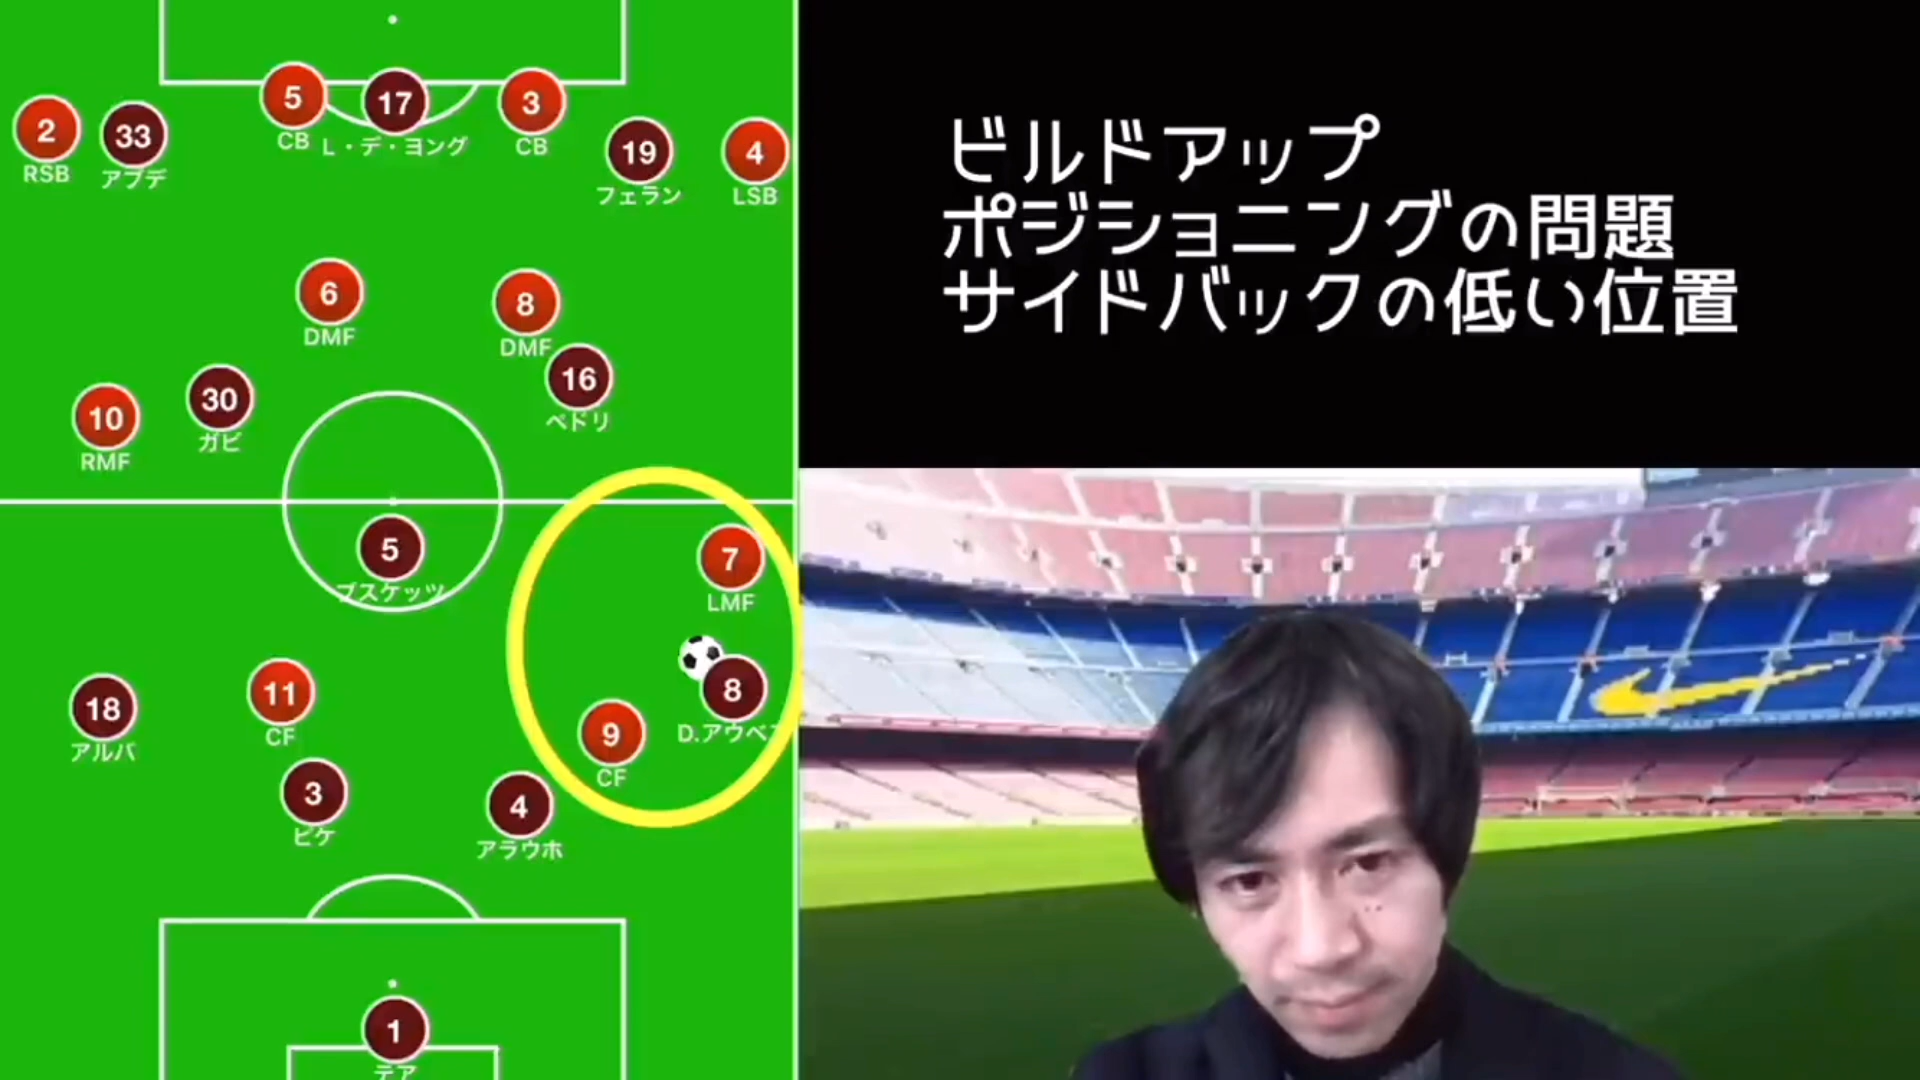 ビルドアップ
ポジショニングの問題
サイドバックの低い位置
5
17
3
CB
L・デ・ヨング
CB
2
33
RSB
アブデ
19
4
フェラン
LSB
6
8
DMF
DMF
16
ペドリ
10
30
RMF
ガビ
5
ブスケッツ
7
LMF
8
D.アウベス
18
11
アルバ
CF
9
CF
3
4
ピケ
アラウホ
1
テア